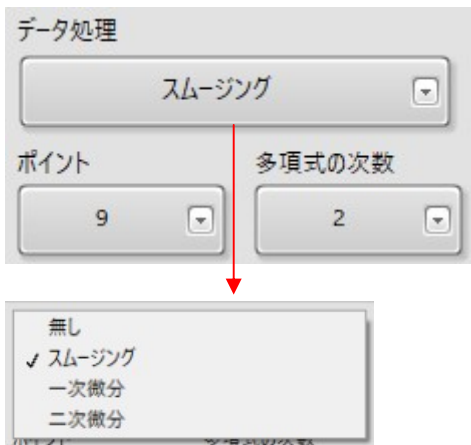 データ処理
スムージング
ポイント 多項式の次数
9 2
無し
✓ スムージング
一次微分
二次微分